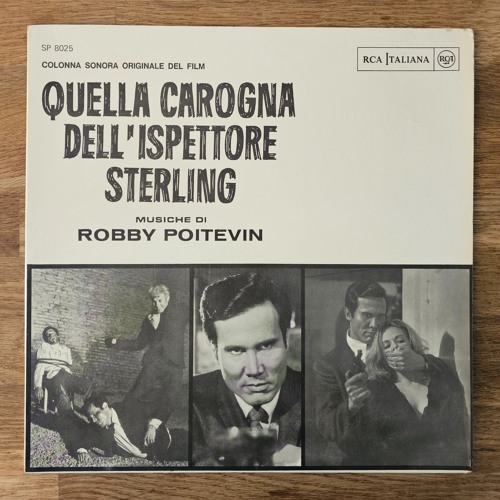 SP 8025
RCA ITALIANA RCA
COLONNA SONORA ORIGINALE DEL FILM
QUELLA CAROGNA
DELL'ISPETTORE
STERLING
MUSICHE DI
ROBBY POITEVIN